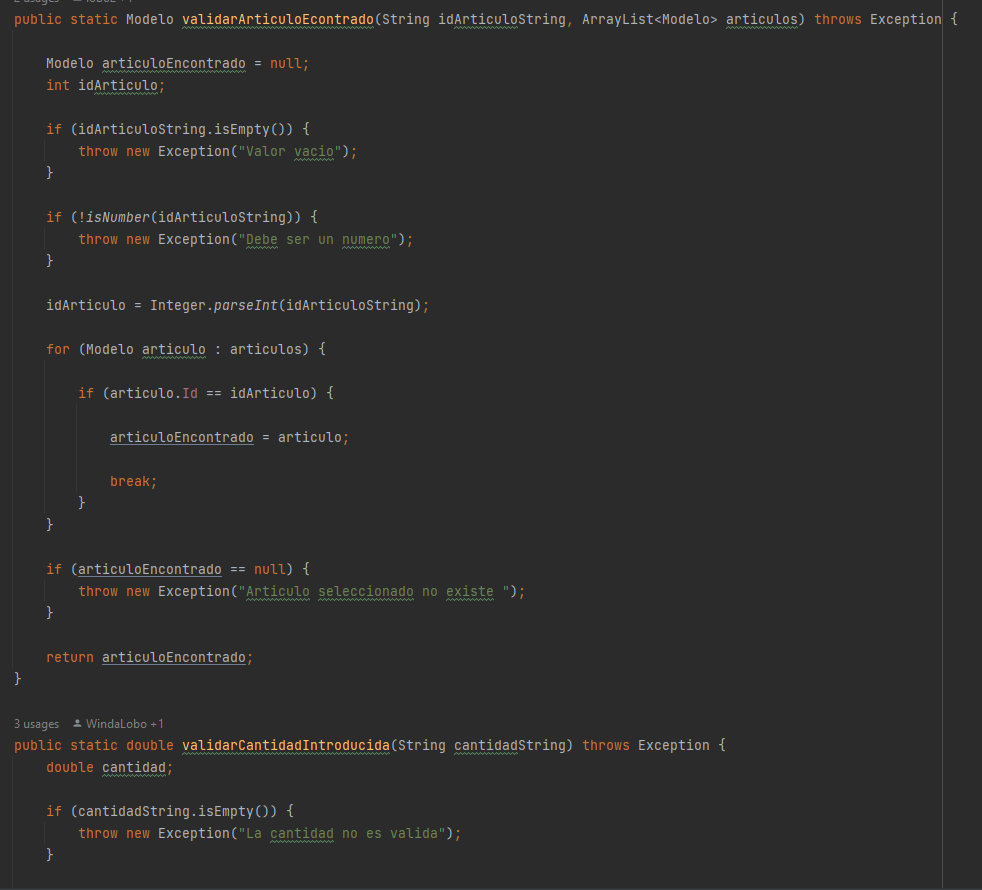 2 usages
public static Modelo validarArticuloEcontrado(String idArticuloString, ArrayList<Modelo> articulos) throws Exception {
Modelo articuloEncontrado = null;
int idArticulo;
if (idArticuloString.isEmpty()) {
throw new Exception("Valor vacio");
}
if (!isNumber(idArticuloString)) {
throw new Exception("Debe ser un numero");
}
idArticulo = Integer.parseInt(idArticuloString);
for (Modelo articulo : articulos) {
if (articulo.Id == idArticulo) {
articuloEncontrado = articulo;
break;
}
}
if (articuloEncontrado == null) {
throw new Exception("Articulo seleccionado no existe ");
}
return articuloEncontrado;
}
3 usages WindaLobo +1
public static double validarCantidadIntroducida(String cantidadString) throws Exception {
double cantidad;
if (cantidadString.isEmpty()) {
throw new Exception("La cantidad no es valida");
}